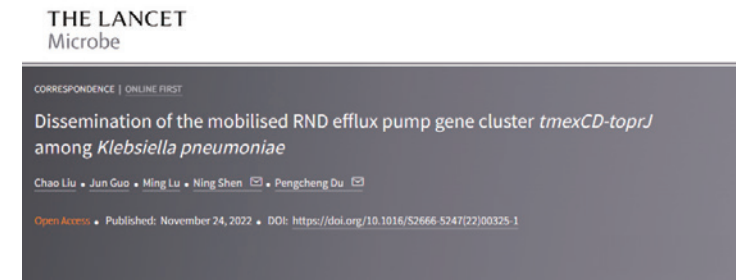 THE LANCET
Microbe
CORRESPONDENCE | ONLINE FIRST
Dissemination of the mobilised RND efflux pump gene cluster tmexCD-toprJ
among Klebsiella pneumoniae
Chao Liu • Jun Guo • Ming Lu • Ning Shen • Pengcheng Du
Open Access • Published: November 24, 2022 • DOI: https://doi.org/10.1016/S2666-5247(22)00325-1